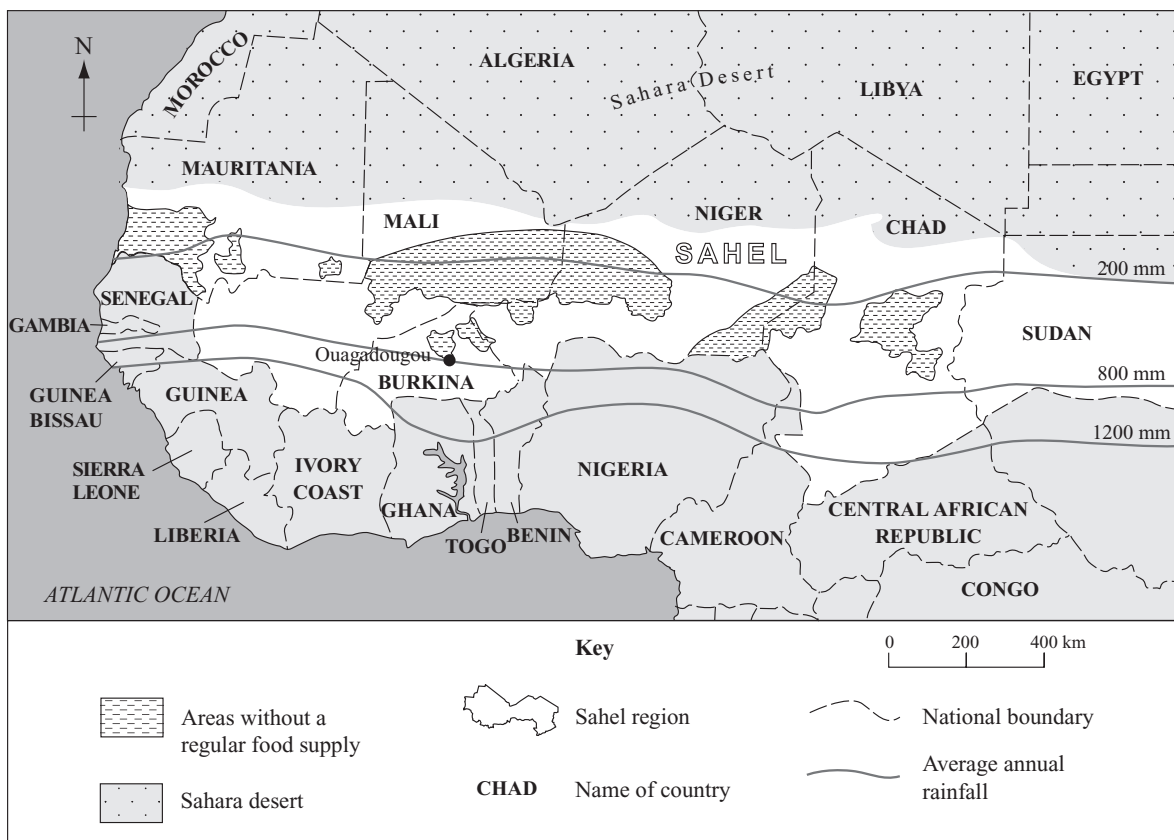 N
MOROCCO
ALGERIA
Sahara Desert
LIBYA
EGYPT
MAURITANIA
MALI
NIGER
CHAD
SAHEL
200 mm
SENEGAL
GAMBIA
SUDAN
Ouagadougou
BURKINA
800 mm
GUINEA
BISSAU
GUINEA
1200 mm
SIERRA
LEONE
IVORY
COAST
NIGERIA
GHANA
LIBERIA
TOGO
BENIN
CAMEROON
CENTRAL AFRICAN
REPUBLIC
CONGO
ATLANTIC OCEAN
Key
0 200 400 km
Areas without a
regular food supply
Sahel region
National boundary
Sahara desert
CHAD
Name of country
Average annual
rainfall